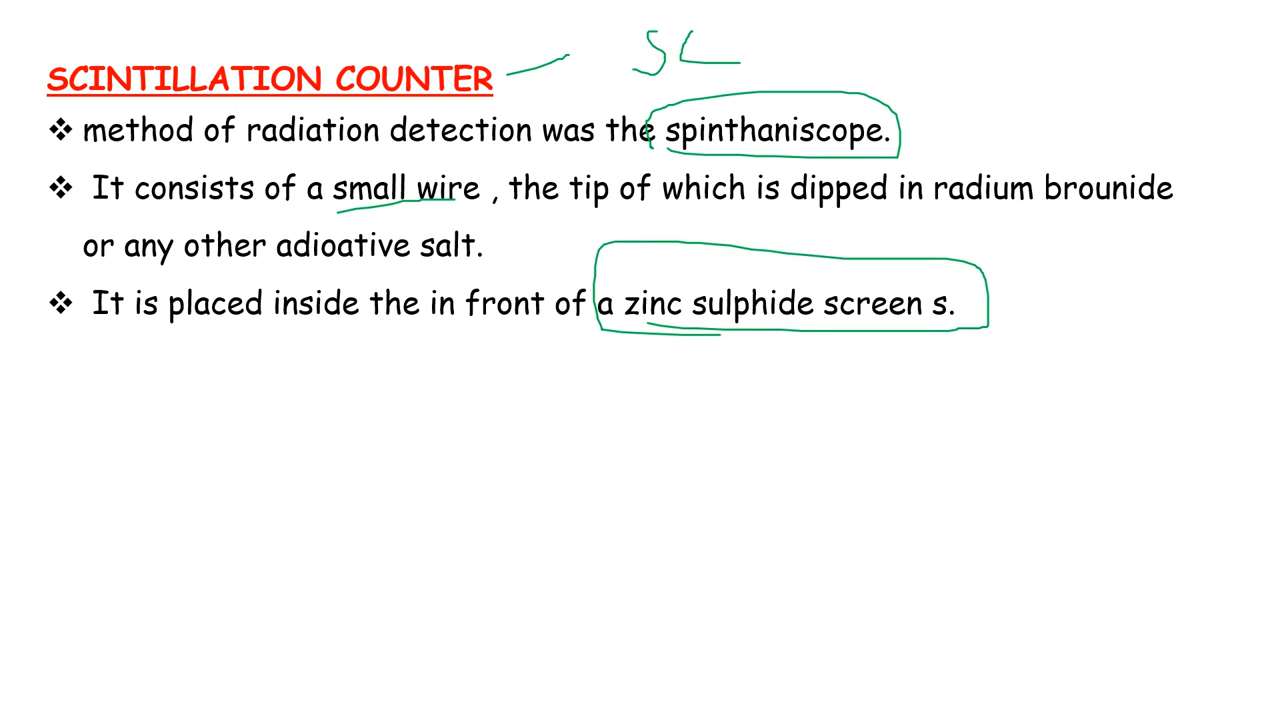 SCINTILLATION COUNTER SC
❖ method of radiation detection was the spinthaniscope.
❖ It consists of a small wire , the tip of which is dipped in radium brounide
or any other adioative salt.
❖ It is placed inside the in front of a zinc sulphide screen s.